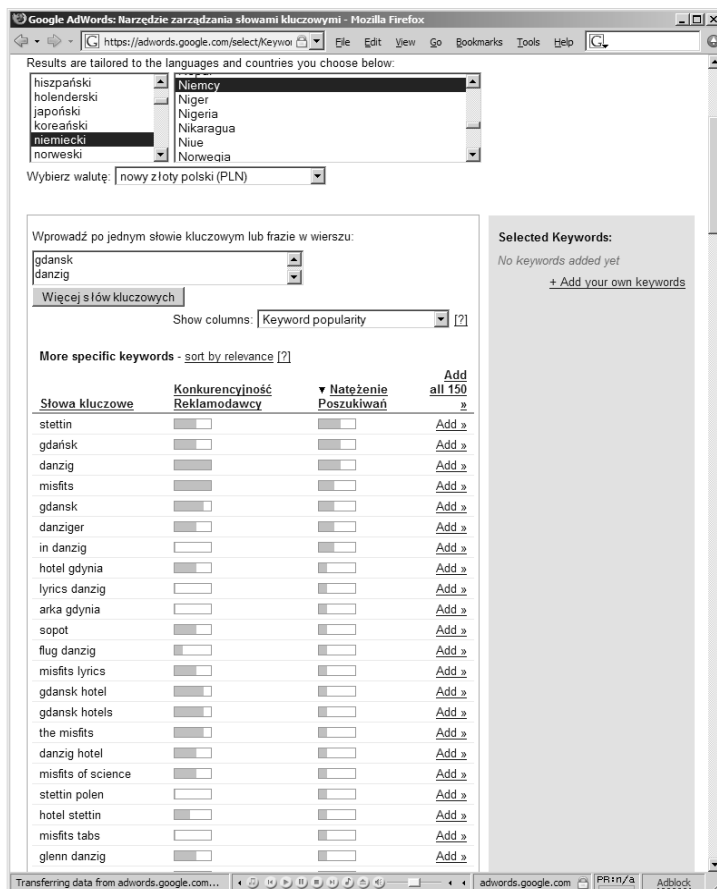 Google AdWords: Narzędzie zarządzania słowami kluczowymi - Mozilla Firefox
https://adwords.google.com/select/Keywor File Edit View Go Bookmarks Tools Help
Results are tailored to the languages and countries you choose below:
hiszpański
holenderski
japoński
koreański
niemiecki
norweski
Niemcy
Niger
Nigeria
Nikaragua
Niue
Norwegia
Wybierz walutę: nowy złoty polski (PLN)
Wprowadź po jednym słowie kluczowym lub frazie w wierszu:
gdansk
danzig
Więcej słów kluczowych
Show columns: Keyword popularity [?]
More specific keywords - sort by relevance [?]
Słowa kluczowe Konkurencyjność Reklamodawcy ▼ Natężenie Poszukiwań Add all 150 »
stettin Add »
gdańsk Add »
danzig Add »
misfits Add »
gdansk Add »
danziger Add »
in danzig Add »
hotel gdynia Add »
lyrics danzig Add »
arka gdynia Add »
sopot Add »
flug danzig Add »
misfits lyrics Add »
gdansk hotel Add »
gdansk hotels Add »
the misfits Add »
danzig hotel Add »
misfits of science Add »
stettin polen Add »
hotel stettin Add »
misfits tabs Add »
glenn danzig Add »
Selected Keywords:
No keywords added yet
+ Add your own keywords
Transferring data from adwords.google.com... adwords.google.com PR:n/a Adblock